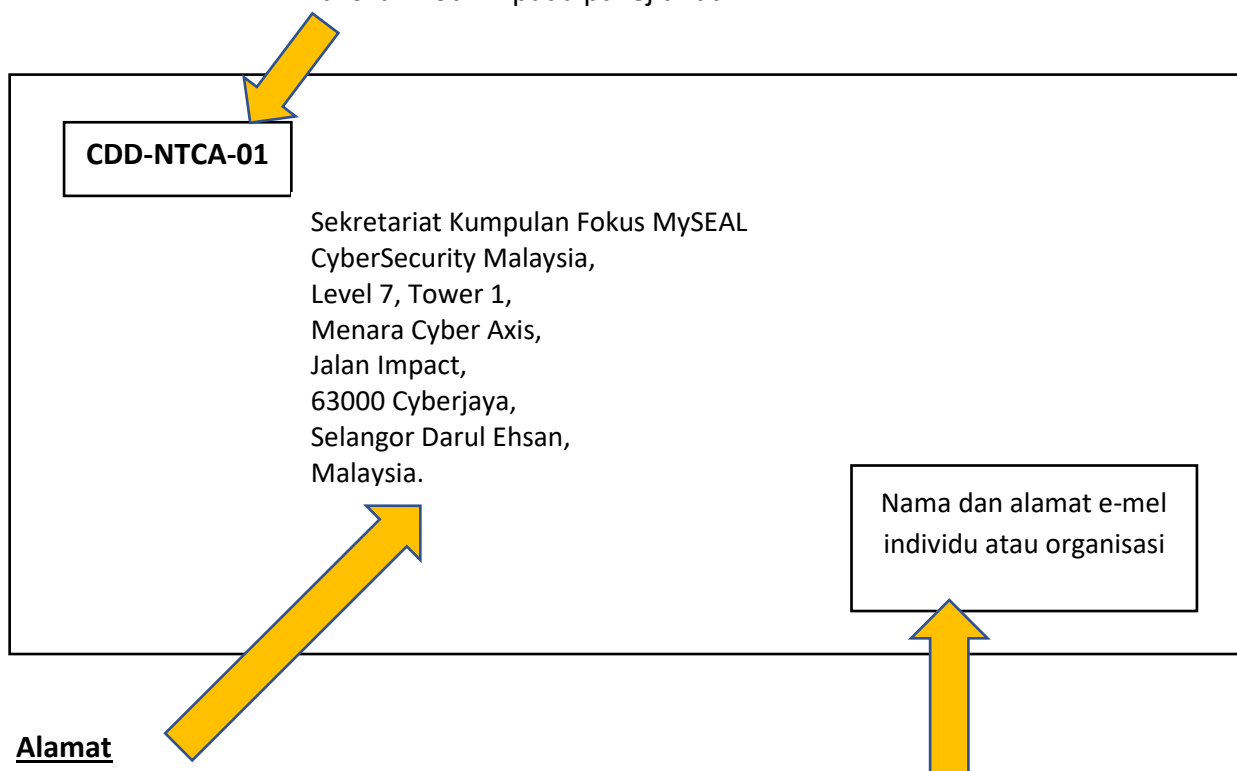 CDD-NTCA-01
Sekretariat Kumpulan Fokus MySEAL
CyberSecurity Malaysia,
Level 7, Tower 1,
Menara Cyber Axis,
Jalan Impact,
63000 Cyberjaya,
Selangor Darul Ehsan,
Malaysia.
Nama dan alamat e-mel
individu atau organisasi
Alamat